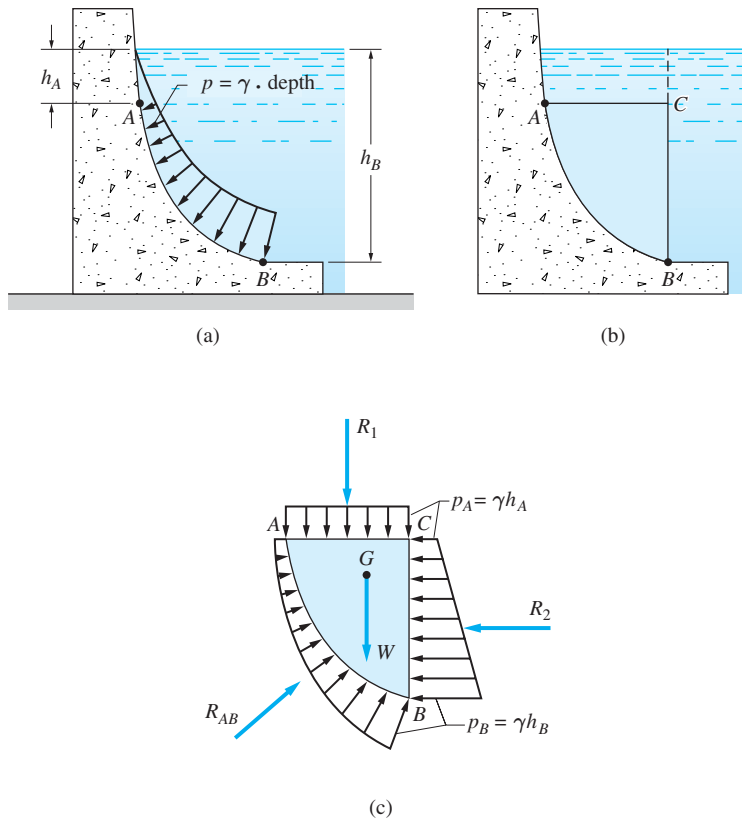 h_A
A
p = γ · depth
h_B
B
(a)
A
C
B
(b)
R_1
p_A = γh_A
A
C
G
R_2
W
R_AB
B
p_B = γh_B
(c)